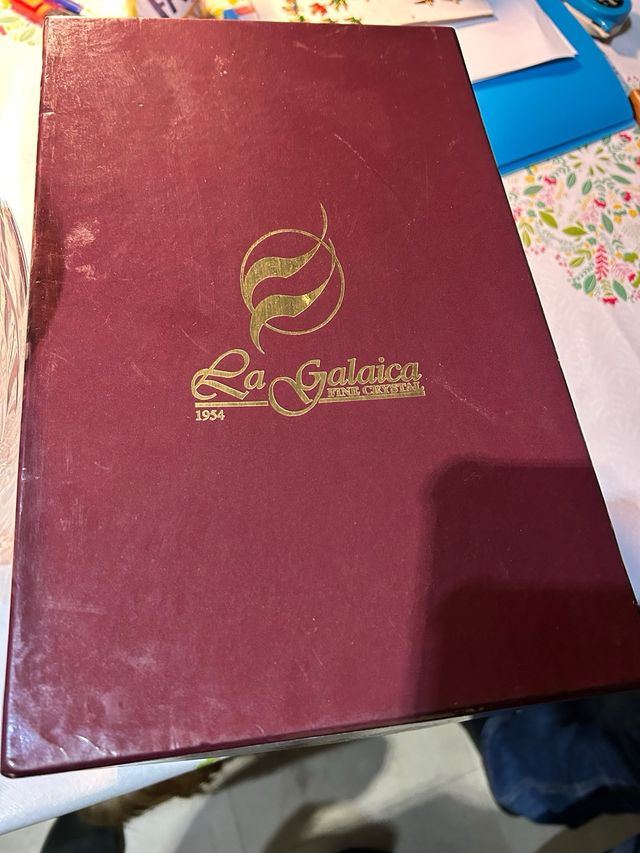 La Galaica
FINE CRYSTAL
1954